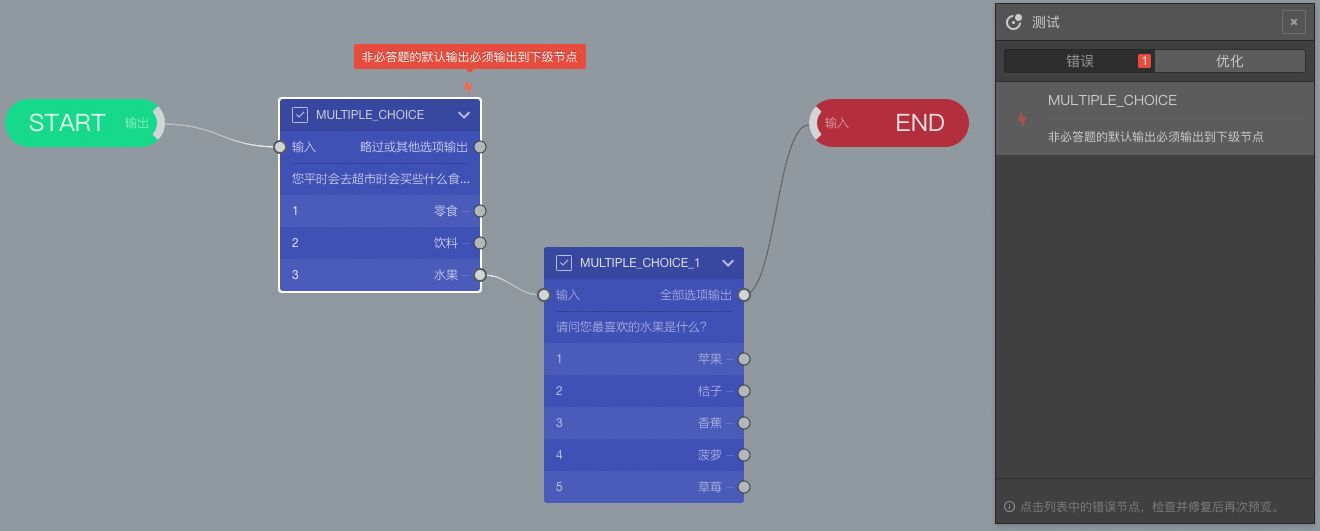 非必答题的默认输出必须输出到下级节点
START 输出
MULTIPLE_CHOICE
输入 略过或其他选项输出
您平时会去超市时会买些什么食...
1 零食
2 饮料
3 水果
MULTIPLE_CHOICE_1
输入 全部选项输出
请问您最喜欢的水果是什么?
1 苹果
2 桔子
3 香蕉
4 菠萝
5 草莓
输入 END
测试
错误 1 优化
MULTIPLE_CHOICE
非必答题的默认输出必须输出到下级节点
点击列表中的错误节点，检查并修复后再次预览。